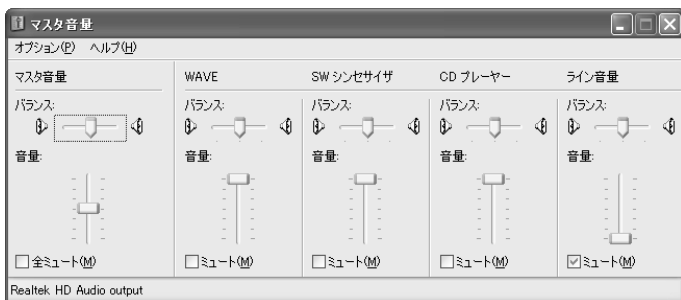 マスタ音量
オプション(P) ヘルプ(H)
マスタ音量
バランス:
音量:
全ミュート(M)
WAVE
バランス:
音量:
ミュート(M)
SW シンセサイザ
バランス:
音量:
ミュート(M)
CD プレーヤー
バランス:
音量:
ミュート(M)
ライン音量
バランス:
音量:
ミュート(M)
Realtek HD Audio output